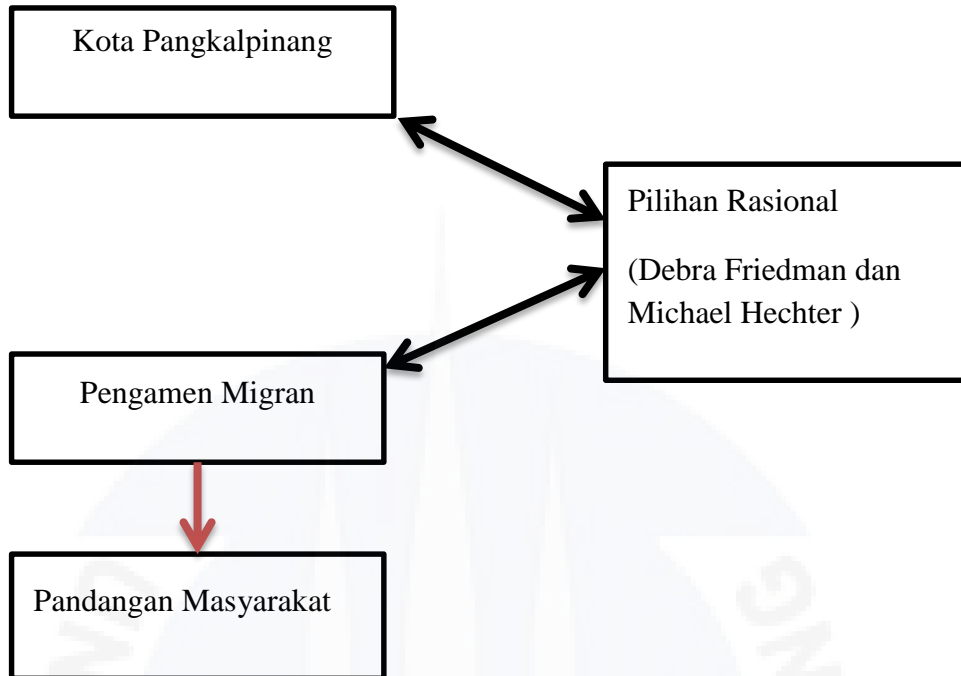 Kota Pangkalpinang
Pilihan Rasional
(Debra Friedman dan
Michael Hechter )
Pengamen Migran
Pandangan Masyarakat